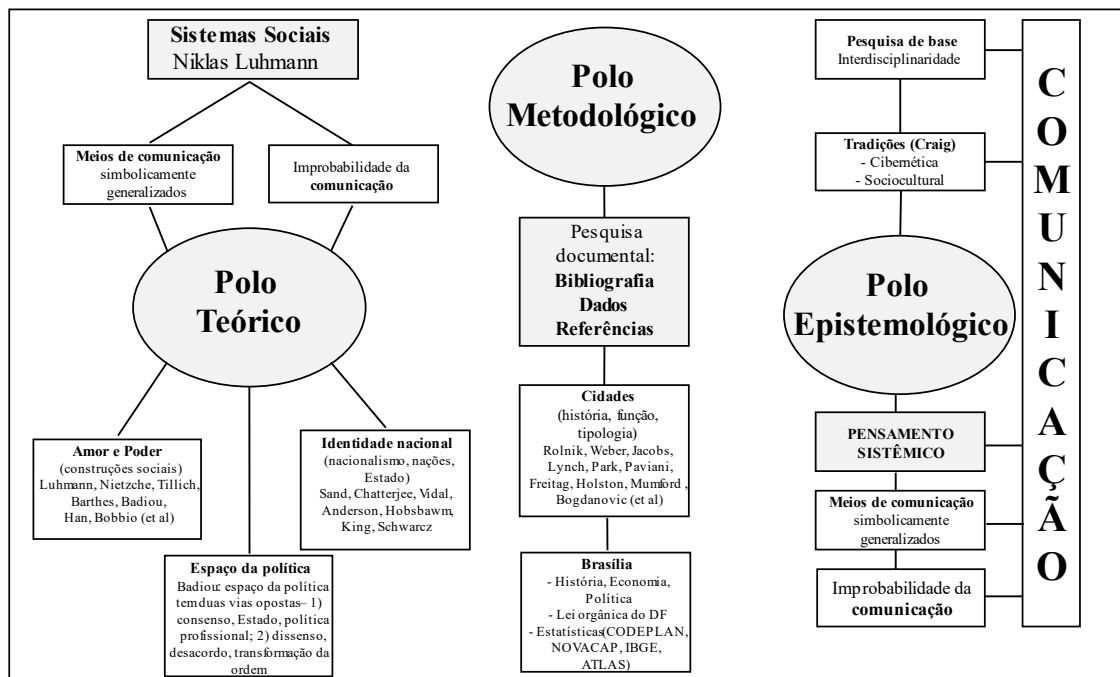 Sistemas Sociais
Niklas Luhmann
Meios de comunicação
simbolicamente
generalizados
Improbabilidade da
comunicação
Polo
Teórico
Amor e Poder
(construções sociais)
Luhmann, Nietzche, Tillich,
Barthes, Badiou,
Han, Bobbio (et al)
Identidade nacional
(nacionalismo, nações,
Estado)
Sand, Chatterjee, Vidal,
Anderson, Hobsbawm,
King, Schwarcz
Espaço da política
Badiou: espaço da política
tem duas vias opostas– 1)
consenso, Estado, política
profissional; 2) dissenso,
desacordo, transformação da
ordem
Polo
Metodológico
Pesquisa
documental:
Bibliografia
Dados
Referências
Cidades
(história, função,
tipologia)
Rolnik, Weber, Jacobs,
Lynch, Park, Paviani,
Freitag, Holston, Mumford ,
Bogdanovic (et al)
Brasília
- História, Economia,
Política
- Lei orgânica do DF
- Estatísticas(CODEPLAN,
NOVACAP, IBGE,
ATLAS)
Pesquisa de base
Interdisciplinaridade
Tradições (Craig)
- Cibernética
- Sociocultural
Polo
Epistemológico
PENSAMENTO
SISTÊMICO
Meios de comunicação
simbolicamente
generalizados
Improbabilidade da
comunicação
COMUNICAÇÃO